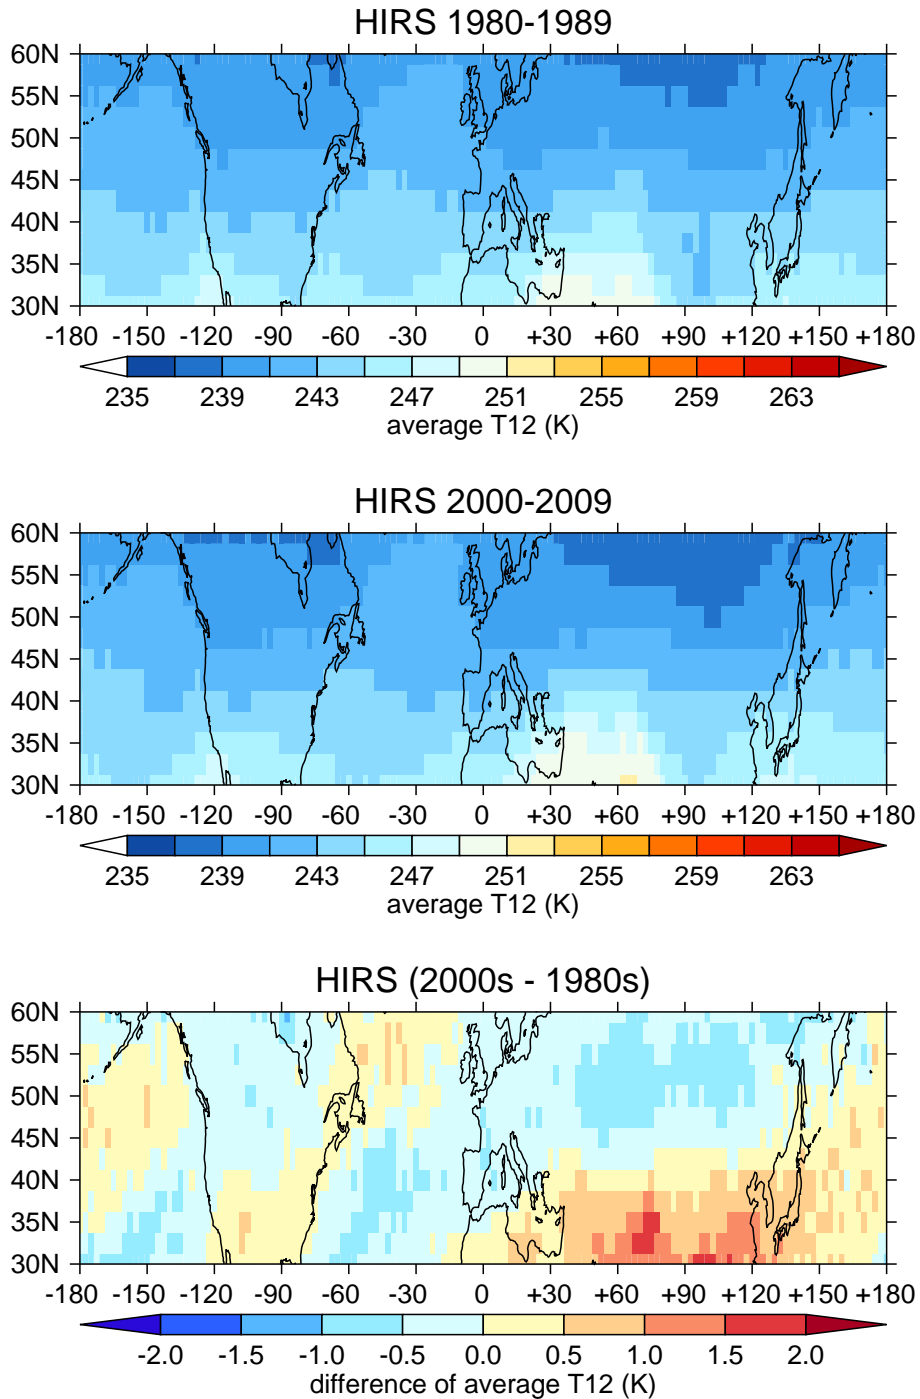 HIRS 1980-1989
60N
55N
50N
45N
40N
35N
30N
-180 -150 -120 -90 -60 -30 0 +30 +60 +90 +120 +150 +180
235 239 243 247 251 255 259 263
average T12 (K)
HIRS 2000-2009
60N
55N
50N
45N
40N
35N
30N
-180 -150 -120 -90 -60 -30 0 +30 +60 +90 +120 +150 +180
235 239 243 247 251 255 259 263
average T12 (K)
HIRS (2000s - 1980s)
60N
55N
50N
45N
40N
35N
30N
-180 -150 -120 -90 -60 -30 0 +30 +60 +90 +120 +150 +180
-2.0 -1.5 -1.0 -0.5 0.0 0.5 1.0 1.5 2.0
difference of average T12 (K)